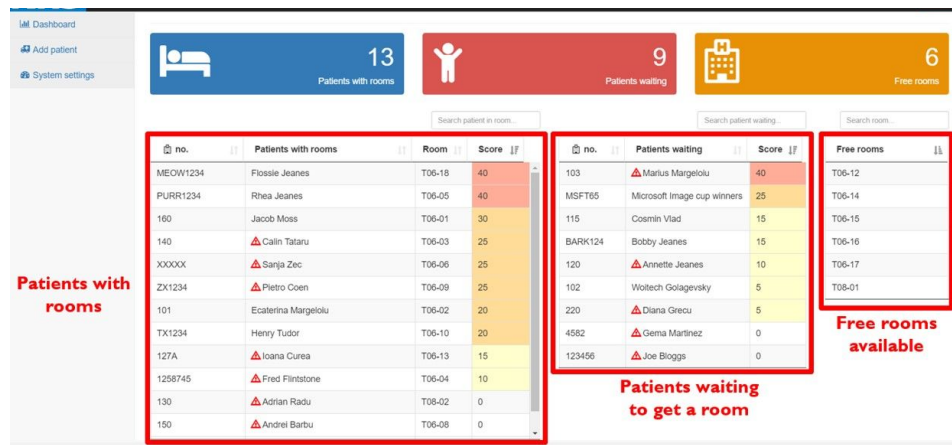 Dashboard
Add patient
System settings
13
Patients with rooms
9
Patients waiting
6
Free rooms
Search patient in room...
Search patient waiting..
Search room...
no. Patients with rooms Room Score
MEOW1234 Flossie Jeanes T06-18 40
PURR1234 Rhea Jeanes T06-05 40
160 Jacob Moss T06-01 30
140 Calin Tataru T06-03 25
XXXXX Sanja Zec T06-06 25
ZX1234 Pietro Coen T06-09 25
101 Ecaterina Margeloiu T06-02 20
TX1234 Henry Tudor T06-10 20
127A Ioana Curea T06-13 15
1258745 Fred Flintstone T06-04 10
130 Adrian Radu T08-02 0
150 Andrei Barbu T06-08 0
no. Patients waiting Score
103 Marius Margeloiu 40
MSFT65 Microsoft Image cup winners 25
115 Cosmin Vlad 15
BARK124 Bobby Jeanes 15
120 Annette Jeanes 10
102 Woitech Golagevsky 5
220 Diana Grecu 5
4582 Gema Martinez 0
123456 Joe Bloggs 0
Free rooms
T06-12
T06-14
T06-15
T06-16
T06-17
T08-01
Patients with
rooms
Patients waiting
to get a room
Free rooms
available